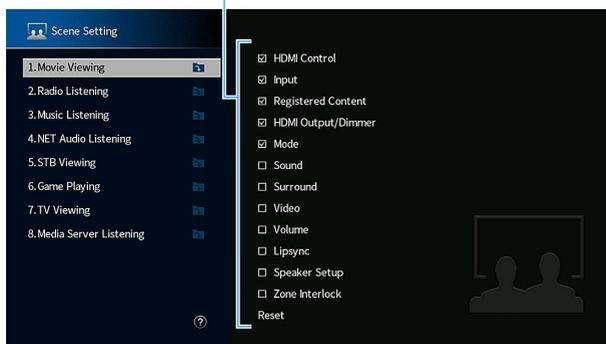 Scene Setting
1.Movie Viewing
2.Radio Listening
3.Music Listening
4.NET Audio Listening
5.STB Viewing
6.Game Playing
7.TV Viewing
8.Media Server Listening
?
HDMI Control
Input
Registered Content
HDMI Output/Dimmer
Mode
Sound
Surround
Video
Volume
Lipsync
Speaker Setup
Zone Interlock
Reset